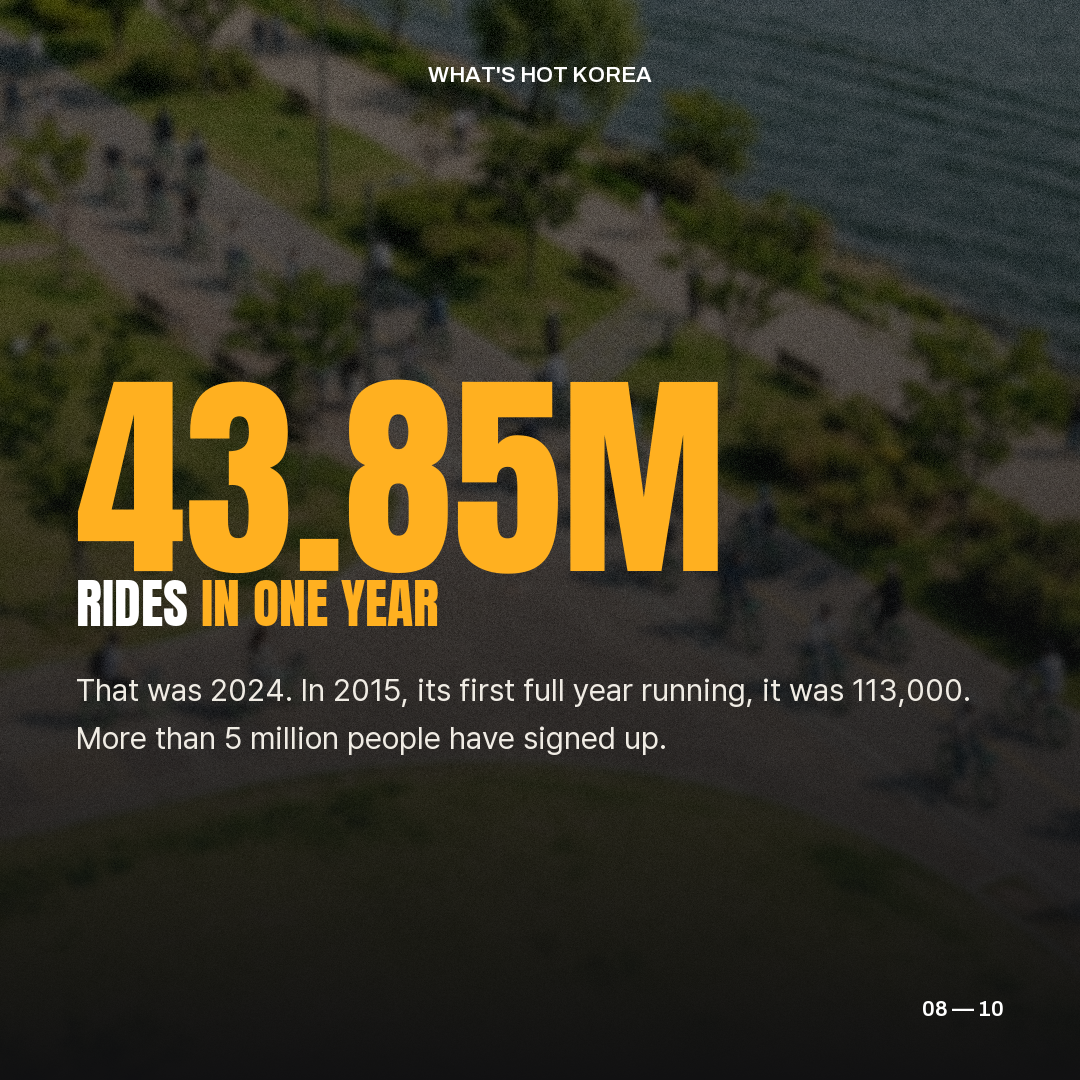 WHAT'S HOT KOREA
43.85M
RIDES IN ONE YEAR
That was 2024. In 2015, its first full year running, it was 113,000.
More than 5 million people have signed up.
08 — 10